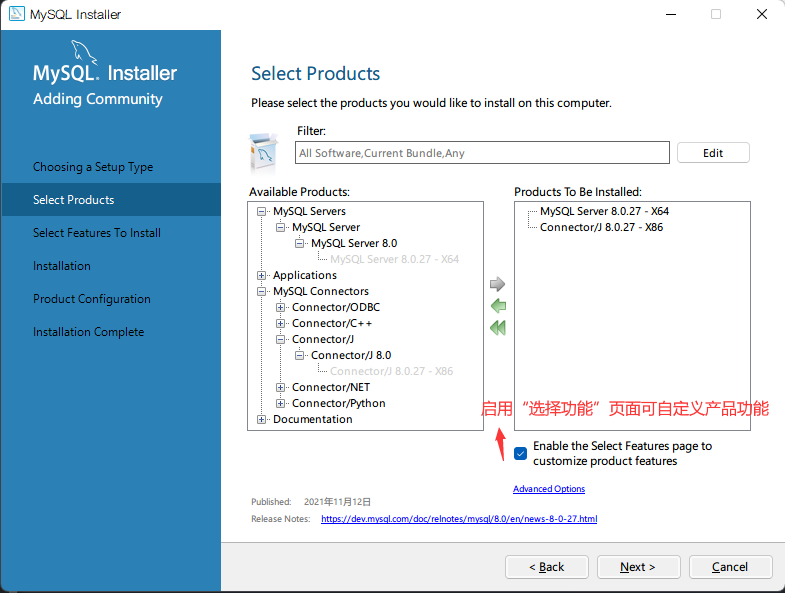 MySQL Installer
MySQL. Installer
Adding Community
Choosing a Setup Type
Select Products
Select Features To Install
Installation
Product Configuration
Installation Complete
Select Products
Please select the products you would like to install on this computer.
Filter:
All Software,Current Bundle,Any
Edit
Available Products:
MySQL Servers
MySQL Server
MySQL Server 8.0
MySQL Server 8.0.27 - X64
Applications
MySQL Connectors
Connector/ODBC
Connector/C++
Connector/J
Connector/J 8.0
Connector/J 8.0.27 - X86
Connector/NET
Connector/Python
Documentation
Products To Be Installed:
MySQL Server 8.0.27 - X64
Connector/J 8.0.27 - X86
启用“选择功能”页面可自定义产品功能
Enable the Select Features page to
customize product features
Advanced Options
Published: 2021年11月12日
Release Notes: https://dev.mysql.com/doc/relnotes/mysql/8.0/en/news-8-0-27.html
< Back
Next >
Cancel